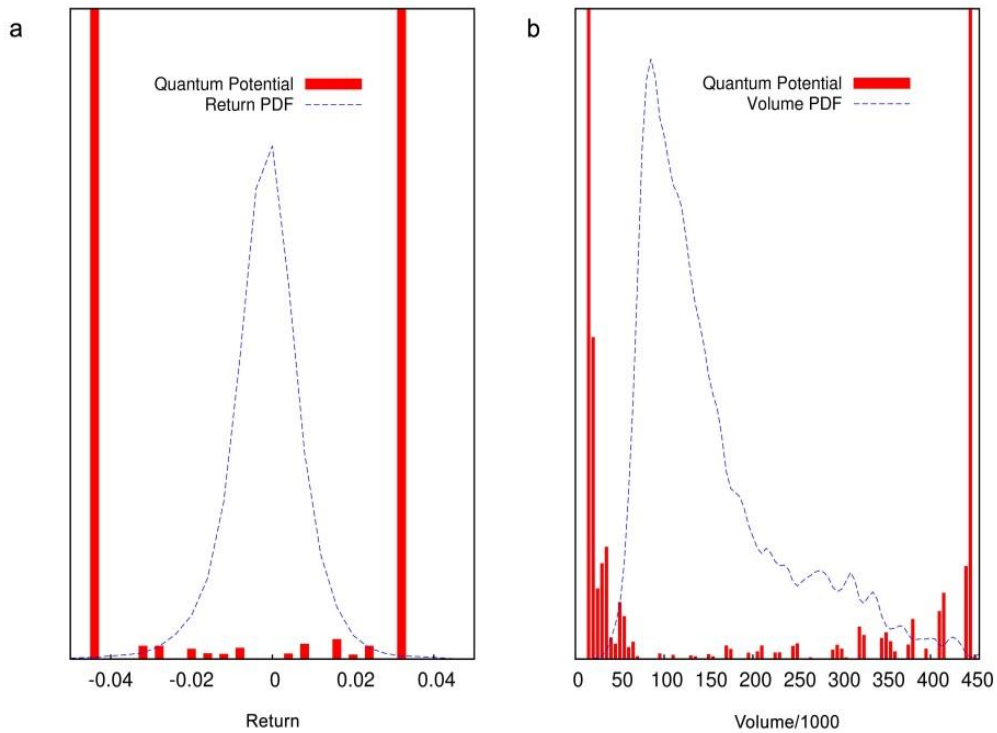 a
Quantum Potential
Return PDF
-0.04 -0.02 0 0.02 0.04
Return
b
Quantum Potential
Volume PDF
0 50 100 150 200 250 300 350 400 450
Volume/1000